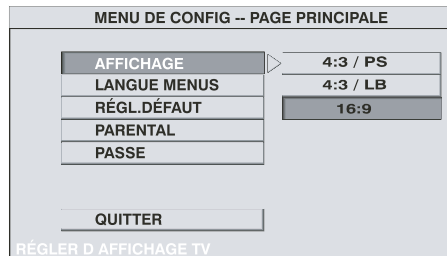 MENU DE CONFIG -- PAGE PRINCIPALE
AFFICHAGE
4:3 / PS
LANGUE MENUS
4:3 / LB
RÉGL.DÉFAUT
16:9
PARENTAL
PASSE
QUITTER
RÉGLER D AFFICHAGE TV